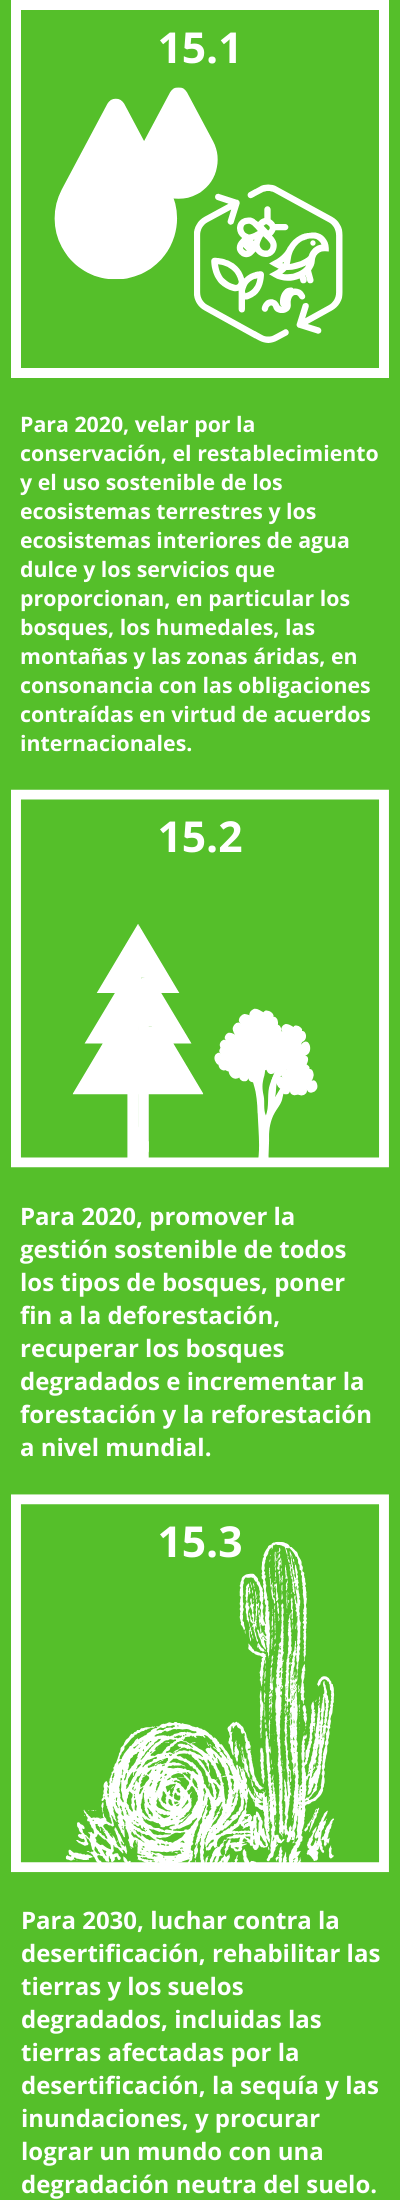 15.1
Para 2020, velar por la
conservación, el restablecimiento
y el uso sostenible de los
ecosistemas terrestres y los
ecosistemas interiores de agua
dulce y los servicios que
proporcionan, en particular los
bosques, los humedales, las
montañas y las zonas áridas, en
consonancia con las obligaciones
contraídas en virtud de acuerdos
internacionales.
15.2
Para 2020, promover la
gestión sostenible de todos
los tipos de bosques, poner
fin a la deforestación,
recuperar los bosques
degradados e incrementar la
forestación y la reforestación
a nivel mundial.
15.3
Para 2030, luchar contra la
desertificación, rehabilitar las
tierras y los suelos
degradados, incluidas las
tierras afectadas por la
desertificación, la sequía y las
inundaciones, y procurar
lograr un mundo con una
degradación neutra del suelo.